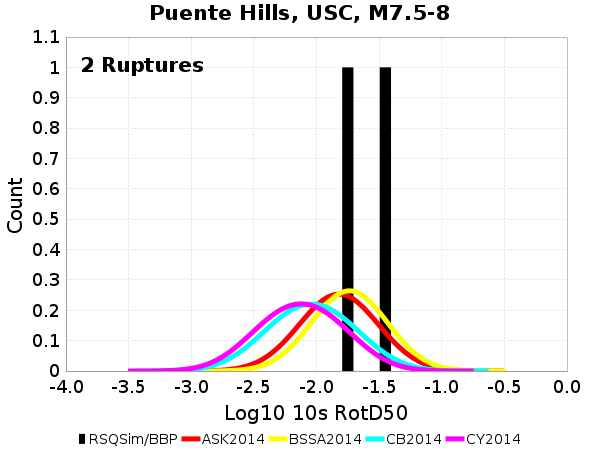 Puente Hills, USC, M7.5-8
2 Ruptures
Count
1.1
1
0.9
0.8
0.7
0.6
0.5
0.4
0.3
0.2
0.1
0
-4.0 -3.5 -3.0 -2.5 -2.0 -1.5 -1.0 -0.5 0.0
Log10 10s RotD50
RSQSim/BBP ASK2014 BSSA2014 CB2014 CY2014